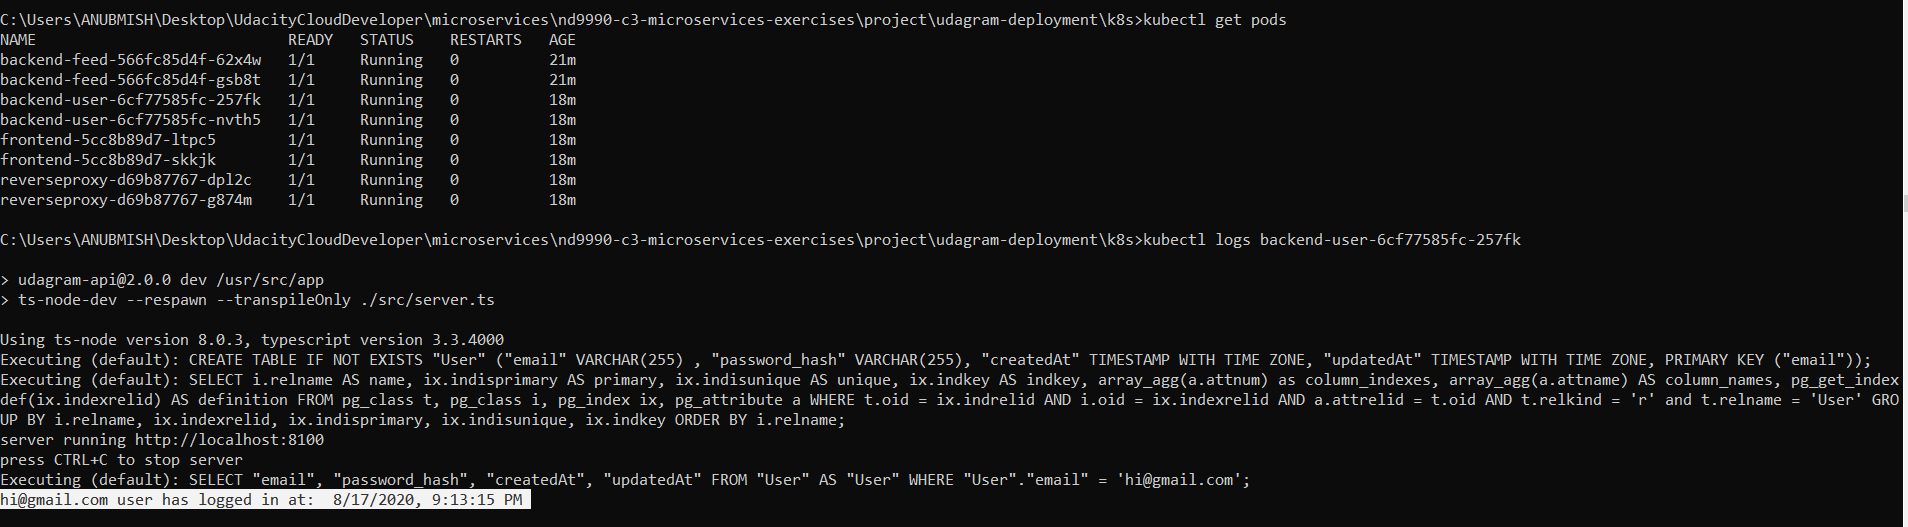 C:\Users\ANUBMISH\Desktop\UdacityCloudDeveloper\microservices\nd9990-c3-microservices-exercises\project\udagram-deployment\k8s>kubectl get pods
NAME READY STATUS RESTARTS AGE
backend-feed-566fc85d4f-62x4w 1/1 Running 0 21m
backend-feed-566fc85d4f-gsb8t 1/1 Running 0 21m
backend-user-6cf77585fc-257fk 1/1 Running 0 18m
backend-user-6cf77585fc-nvth5 1/1 Running 0 18m
frontend-5cc8b89d7-ltpc5 1/1 Running 0 18m
frontend-5cc8b89d7-skkjk 1/1 Running 0 18m
reverseproxy-d69b87767-dpl2c 1/1 Running 0 18m
reverseproxy-d69b87767-g874m 1/1 Running 0 18m
C:\Users\ANUBMISH\Desktop\UdacityCloudDeveloper\microservices\nd9990-c3-microservices-exercises\project\udagram-deployment\k8s>kubectl logs backend-user-6cf77585fc-257fk
> udagram-api@2.0.0 dev /usr/src/app
> ts-node-dev --respawn --transpileOnly ./src/server.ts
Using ts-node version 8.0.3, typescript version 3.3.4000
Executing (default): CREATE TABLE IF NOT EXISTS "User" ("email" VARCHAR(255) , "password_hash" VARCHAR(255), "createdAt" TIMESTAMP WITH TIME ZONE, "updatedAt" TIMESTAMP WITH TIME ZONE, PRIMARY KEY ("email"));
Executing (default): SELECT i.relname AS name, ix.indisprimary AS primary, ix.indisunique AS unique, ix.indkey AS indkey, array_agg(a.attnum) as column_indexes, array_agg(a.attname) AS column_names, pg_get_index
def(ix.indexrelid) AS definition FROM pg_class t, pg_class i, pg_index ix, pg_attribute a WHERE t.oid = ix.indrelid AND i.oid = ix.indexrelid AND a.attrelid = t.oid AND t.relkind = 'r' and t.relname = 'User' GRO
UP BY i.relname, ix.indexrelid, ix.indisprimary, ix.indisunique, ix.indkey ORDER BY i.relname;
server running http://localhost:8100
press CTRL+C to stop server
Executing (default): SELECT "email", "password_hash", "createdAt", "updatedAt" FROM "User" AS "User" WHERE "User"."email" = 'hi@gmail.com';
hi@gmail.com user has logged in at:  8/17/2020, 9:13:15 PM